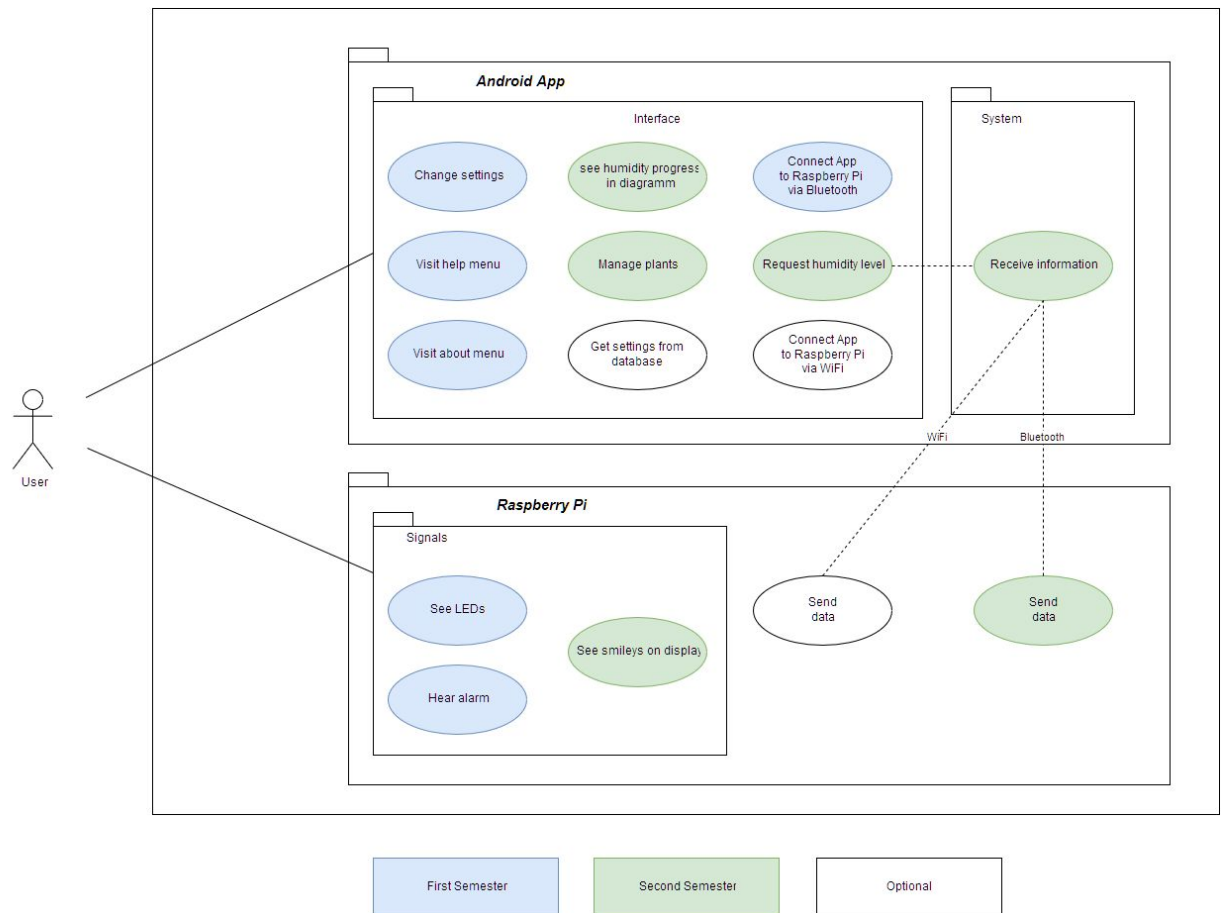 Android App
Interface
System
Change settings
see humidity progress
in diagramm
Connect App
to Raspberry Pi
via Bluetooth
Visit help menu
Manage plants
Request humidity level
Receive information
Visit about menu
Get settings from
database
Connect App
to Raspberry Pi
via WiFi
WiFi
Bluetooth
User
Raspberry Pi
Signals
See LEDs
See smileys on display
Hear alarm
Send
data
Send
data
First Semester
Second Semester
Optional